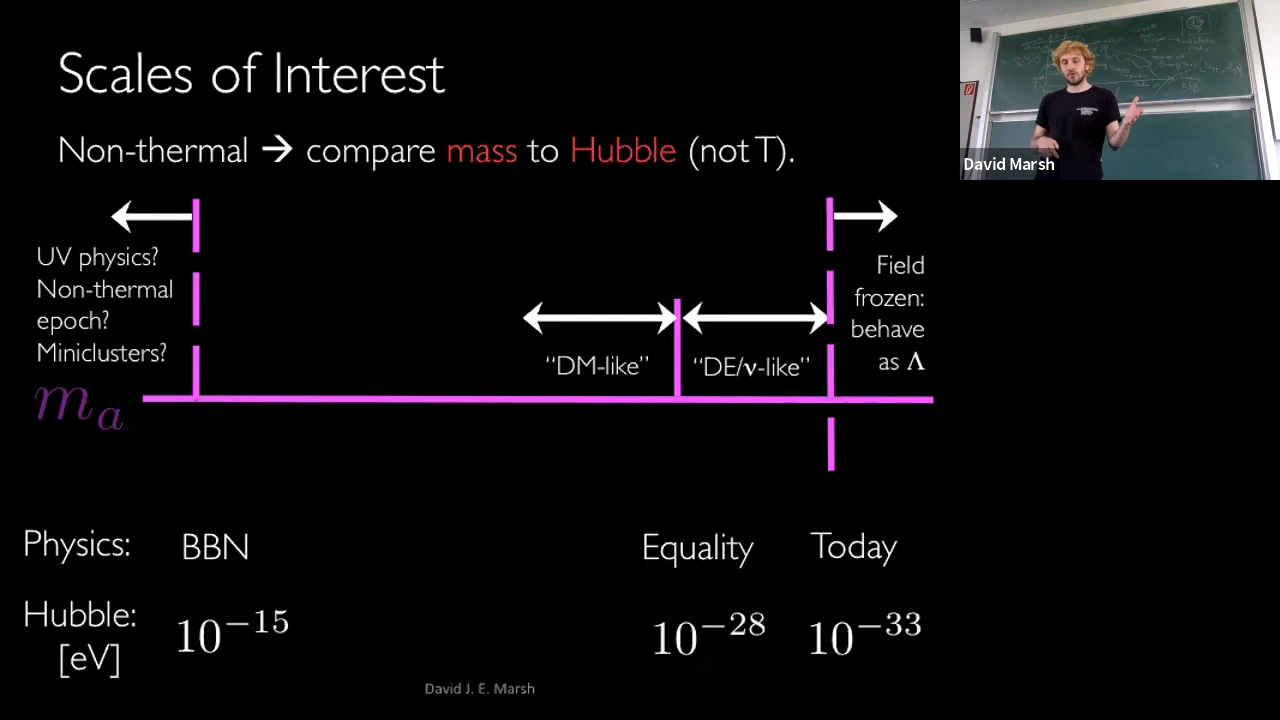 Scales of Interest
Non-thermal → compare mass to Hubble (not T).
UV physics?
Non-thermal
epoch?
Miniclusters?
"DM-like"
"DE/ν-like"
Field
frozen:
behave
as Λ
m_a
Physics:
BBN
Equality
Today
Hubble:
[eV]
10^{-15}
10^{-28}
10^{-33}
David J. E. Marsh
David Marsh